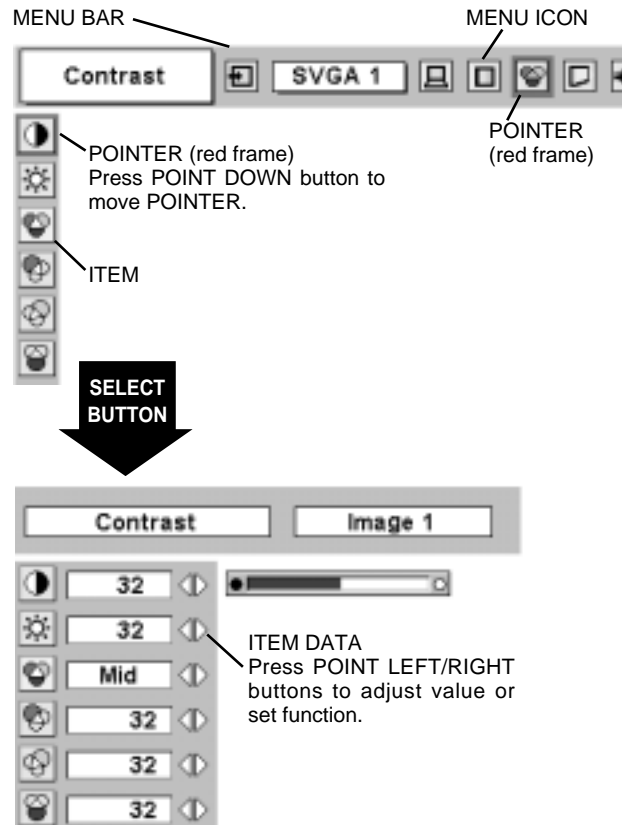 MENU BAR
MENU ICON
Contrast
SVGA 1
POINTER
(red frame)
POINTER (red frame)
Press POINT DOWN button to
move POINTER.
ITEM
SELECT
BUTTON
Contrast
Image 1
32
32
Mid
32
32
32
ITEM DATA
Press POINT LEFT/RIGHT
buttons to adjust value or
set function.